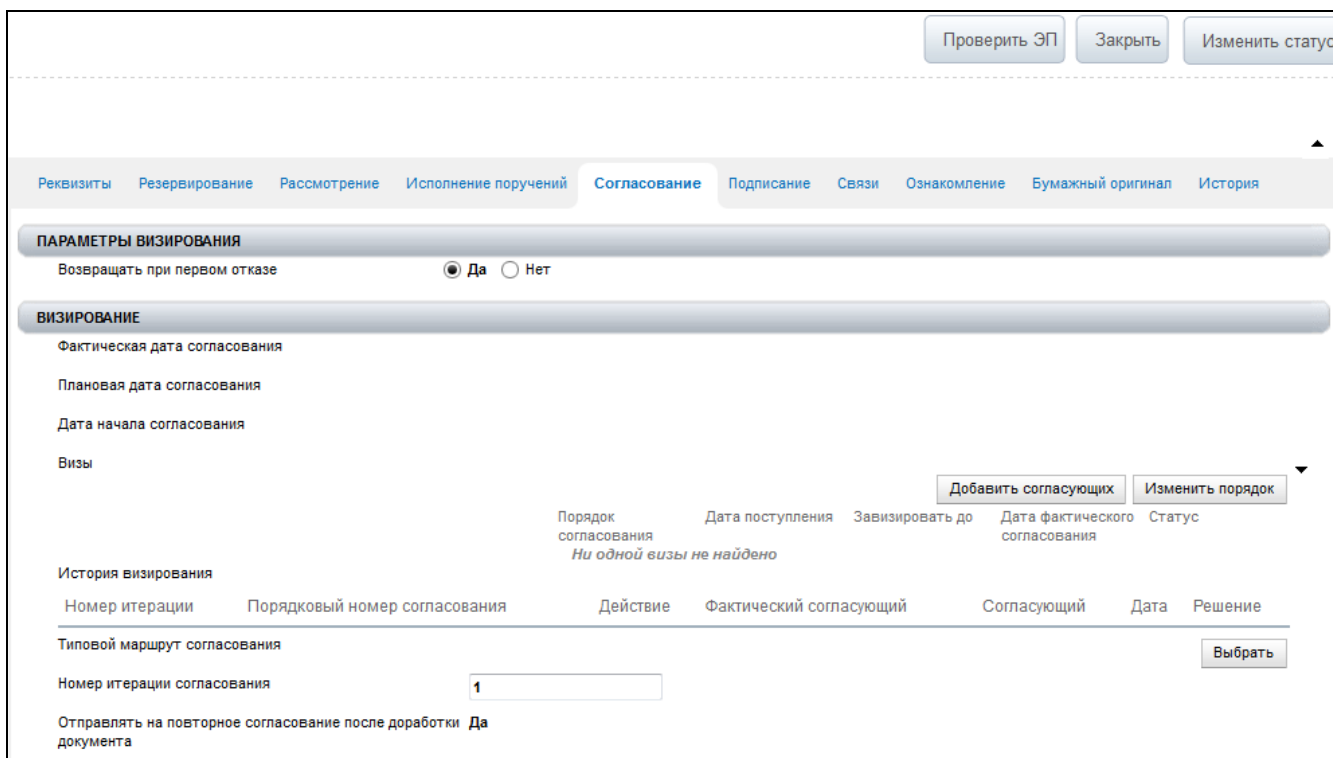 Проверить ЭП Закрыть Изменить статус
Реквизиты Резервирование Рассмотрение Исполнение поручений Согласование Подписание Связи Ознакомление Бумажный оригинал История
ПАРАМЕТРЫ ВИЗИРОВАНИЯ
Возвращать при первом отказе Да Нет
ВИЗИРОВАНИЕ
Фактическая дата согласования
Плановая дата согласования
Дата начала согласования
Визы
Добавить согласующих Изменить порядок
Порядок Дата поступления Завизировать до Дата фактического Статус
согласования согласования
Ни одной визы не найдено
История визирования
Номер итерации Порядковый номер согласования Действие Фактический согласующий Согласующий Дата Решение
Типовой маршрут согласования Выбрать
Номер итерации согласования 1
Отправлять на повторное согласование после доработки Да
документа